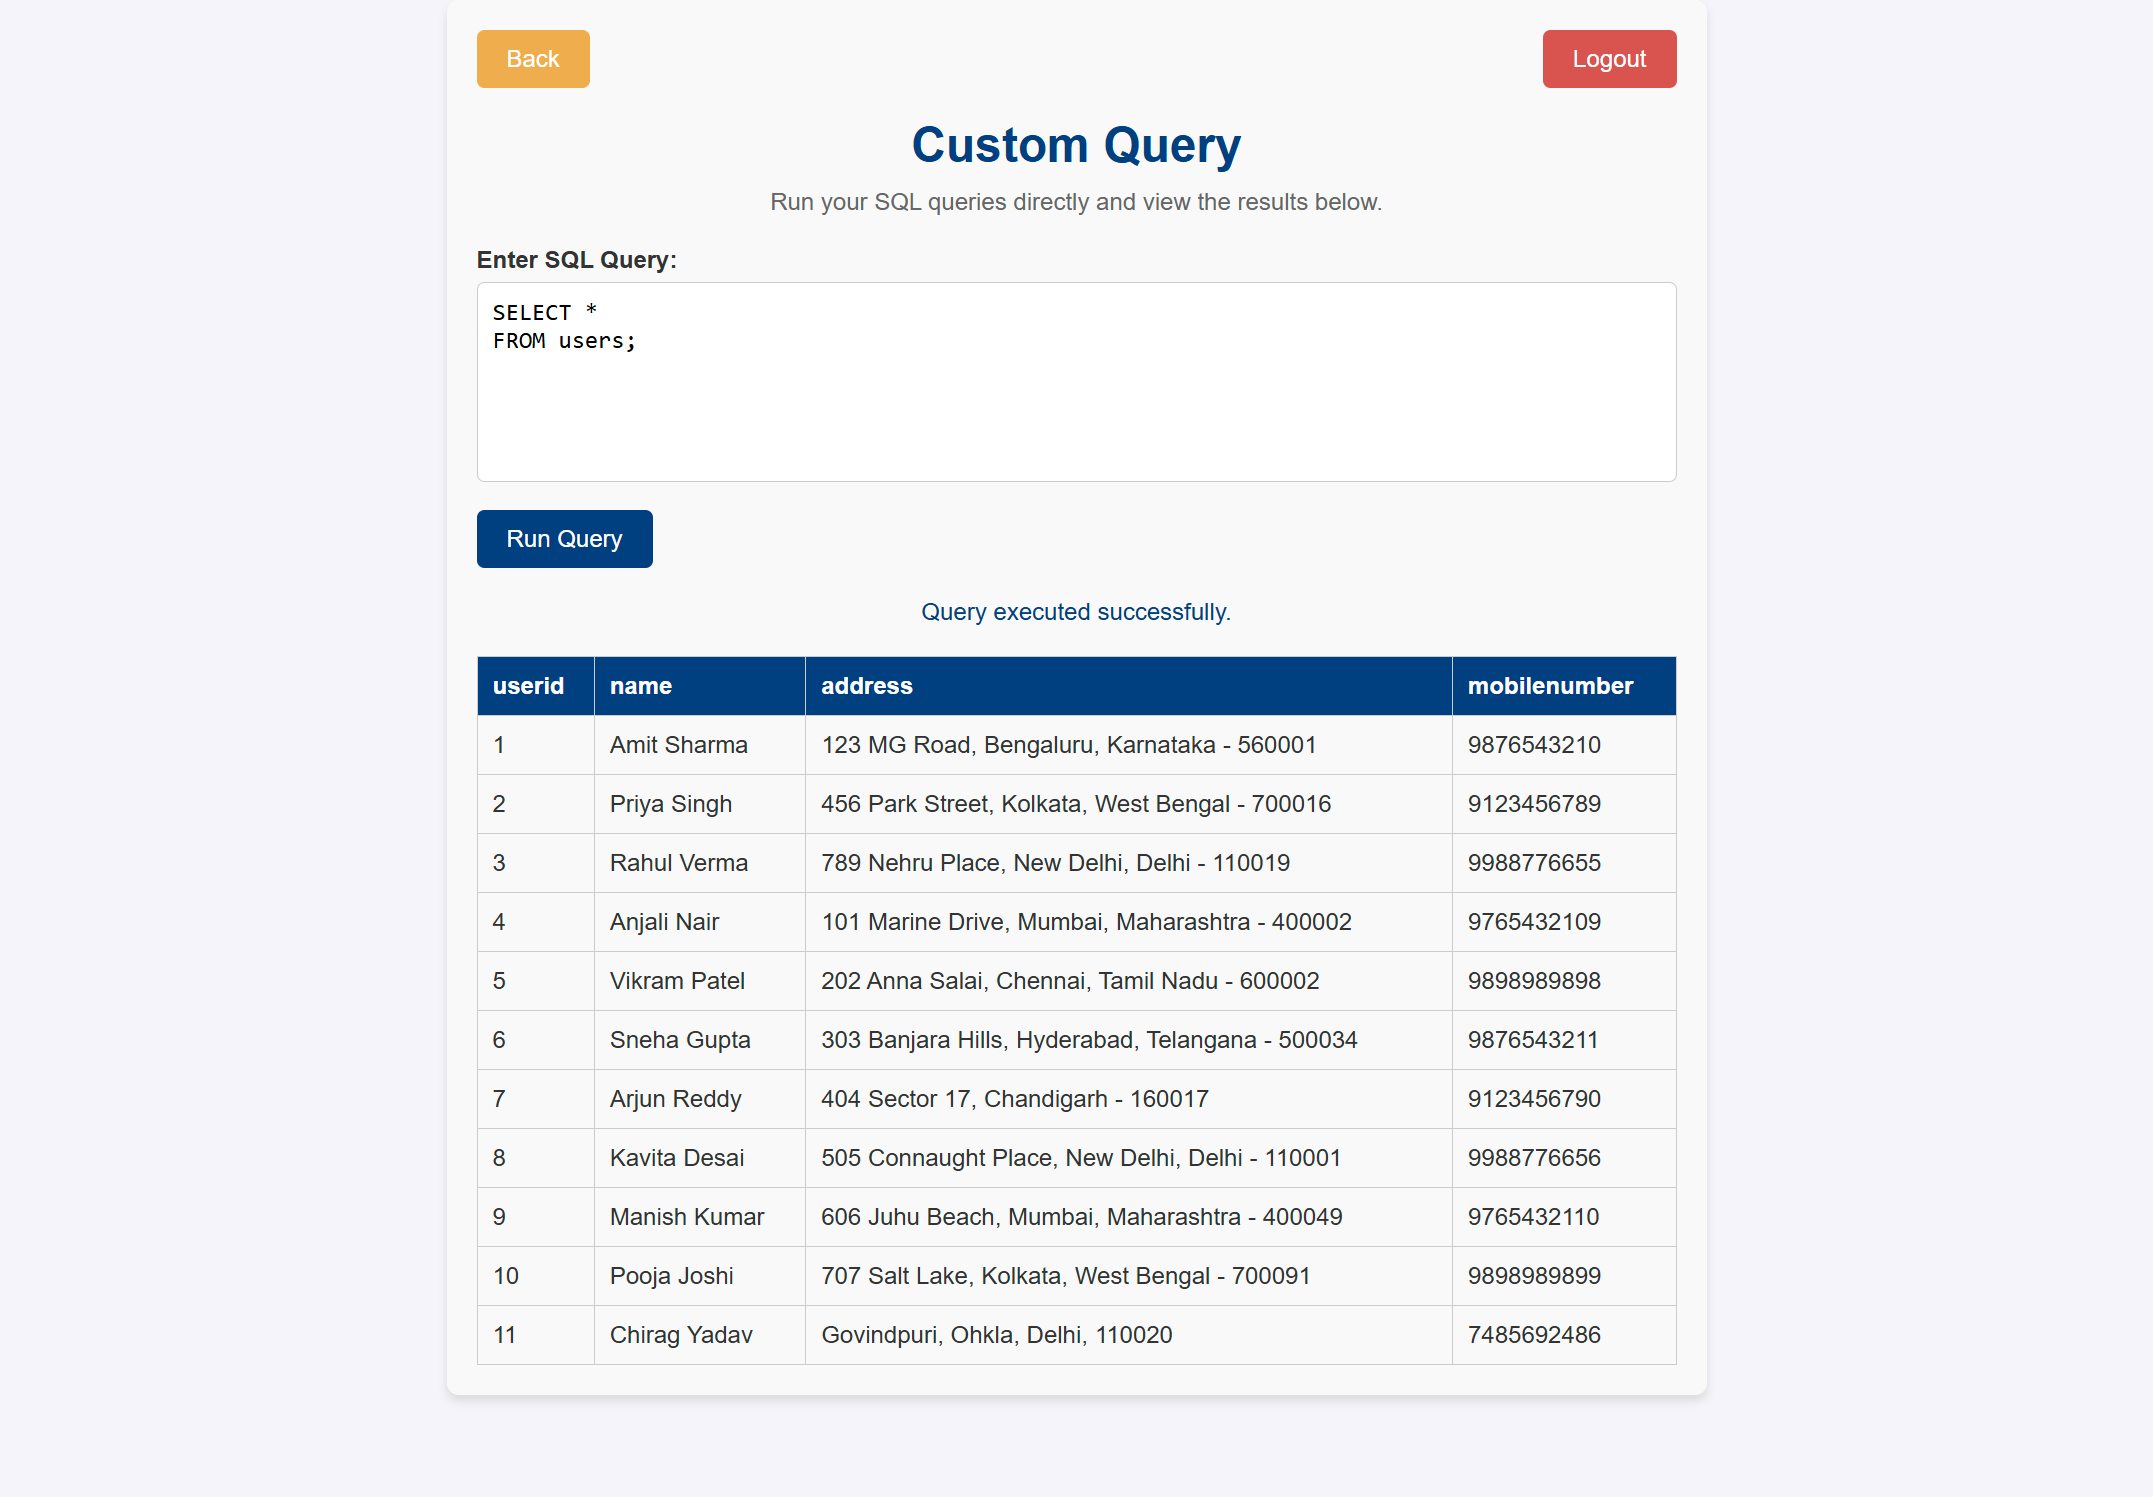 Back
Logout
Custom Query
Run your SQL queries directly and view the results below.
Enter SQL Query:
SELECT *
FROM users;
Run Query
Query executed successfully.
userid name address mobilenumber
1 Amit Sharma 123 MG Road, Bengaluru, Karnataka - 560001 9876543210
2 Priya Singh 456 Park Street, Kolkata, West Bengal - 700016 9123456789
3 Rahul Verma 789 Nehru Place, New Delhi, Delhi - 110019 9988776655
4 Anjali Nair 101 Marine Drive, Mumbai, Maharashtra - 400002 9765432109
5 Vikram Patel 202 Anna Salai, Chennai, Tamil Nadu - 600002 9898989898
6 Sneha Gupta 303 Banjara Hills, Hyderabad, Telangana - 500034 9876543211
7 Arjun Reddy 404 Sector 17, Chandigarh - 160017 9123456790
8 Kavita Desai 505 Connaught Place, New Delhi, Delhi - 110001 9988776656
9 Manish Kumar 606 Juhu Beach, Mumbai, Maharashtra - 400049 9765432110
10 Pooja Joshi 707 Salt Lake, Kolkata, West Bengal - 700091 9898989899
11 Chirag Yadav Govindpuri, Ohkla, Delhi, 110020 7485692486